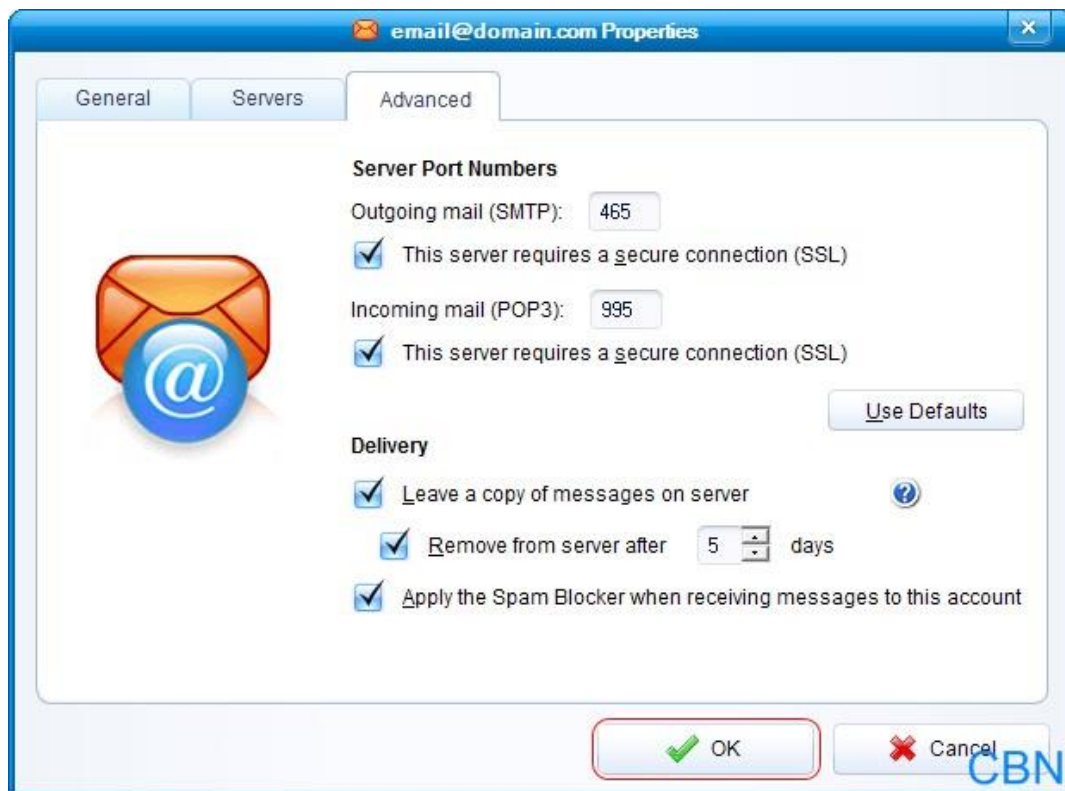 email@domain.com Properties
General Servers Advanced
Server Port Numbers
Outgoing mail (SMTP): 465
This server requires a secure connection (SSL)
Incoming mail (POP3): 995
This server requires a secure connection (SSL)
Use Defaults
Delivery
Leave a copy of messages on server
Remove from server after 5 days
Apply the Spam Blocker when receiving messages to this account
OK Cancel
CBN